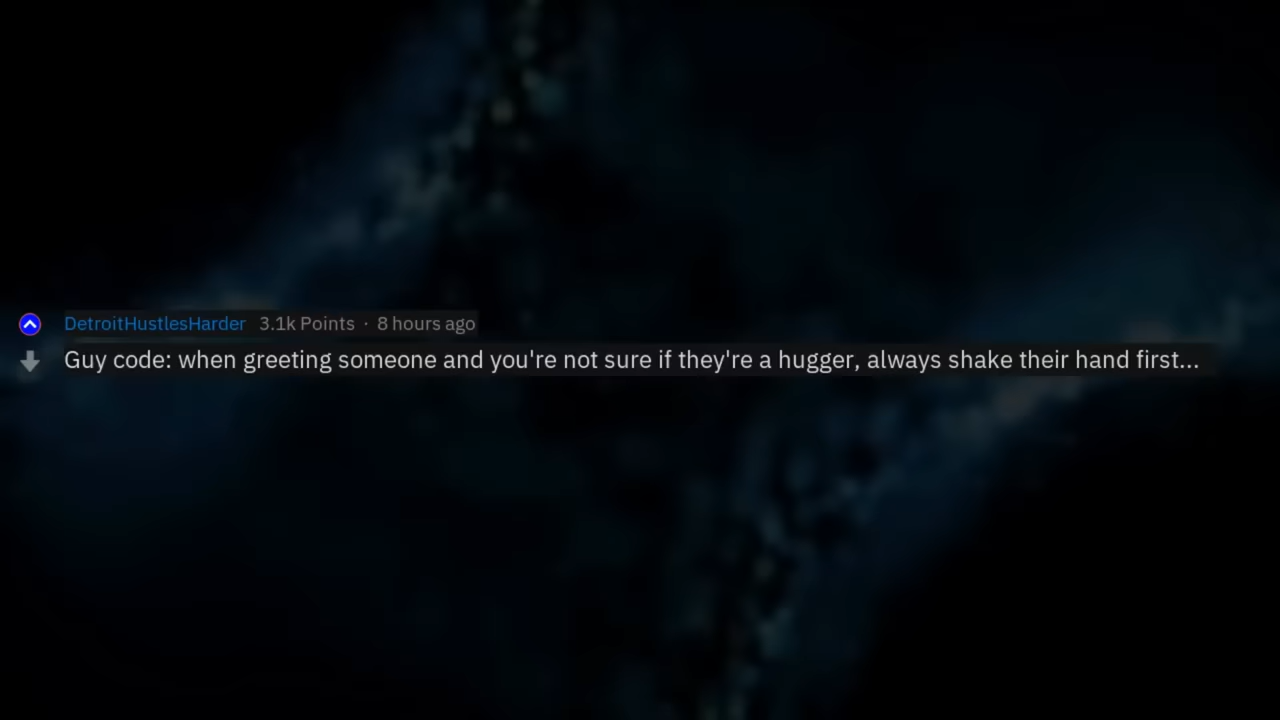 DetroitHustlesHarder 3.1k Points · 8 hours ago
Guy code: when greeting someone and you're not sure if they're a hugger, always shake their hand first...